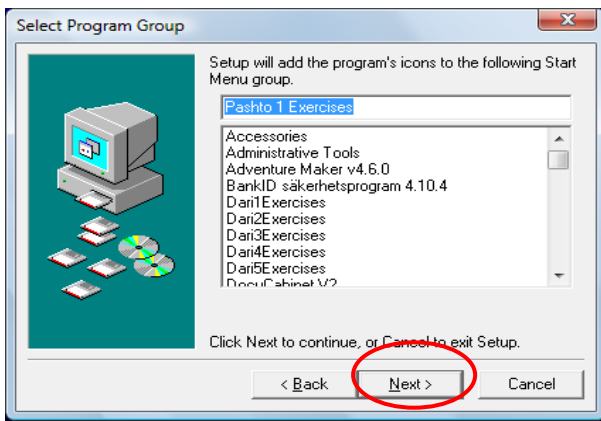 Select Program Group
Setup will add the program's icons to the following Start
Menu group.
Pashto 1 Exercises
Accessories
Administrative Tools
Adventure Maker v4.6.0
BankID säkerhetsprogram 4.10.4
Dari1Exercises
Dari2Exercises
Dari3Exercises
Dari4Exercises
Dari5Exercises
DocuCabinet V2
Click Next to continue, or Cancel to exit Setup.
< Back
Next >
Cancel